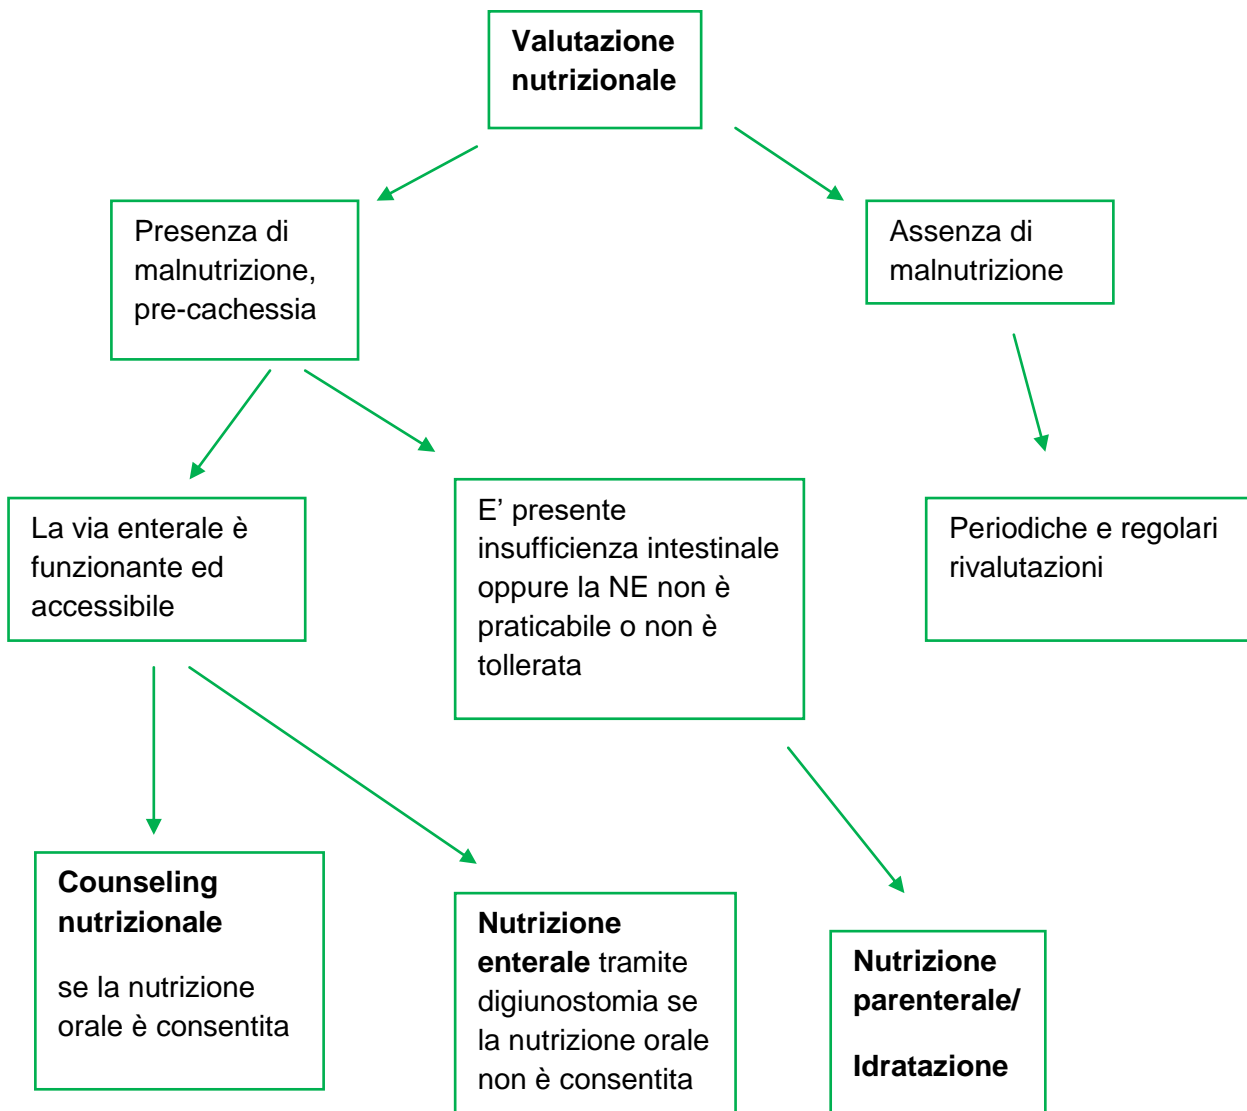 Valutazione
nutrizionale
Presenza di
malnutrizione,
pre-cachessia
Assenza di
malnutrizione
La via enterale è
funzionante ed
accessibile
E’ presente
insufficienza intestinale
oppure la NE non è
praticabile o non è
tollerata
Periodiche e regolari
rivalutazioni
Counseling
nutrizionale
se la nutrizione
orale è consentita
Nutrizione
enterale tramite
digiunostomia se
la nutrizione orale
non è consentita
Nutrizione
parenterale/
Idratazione